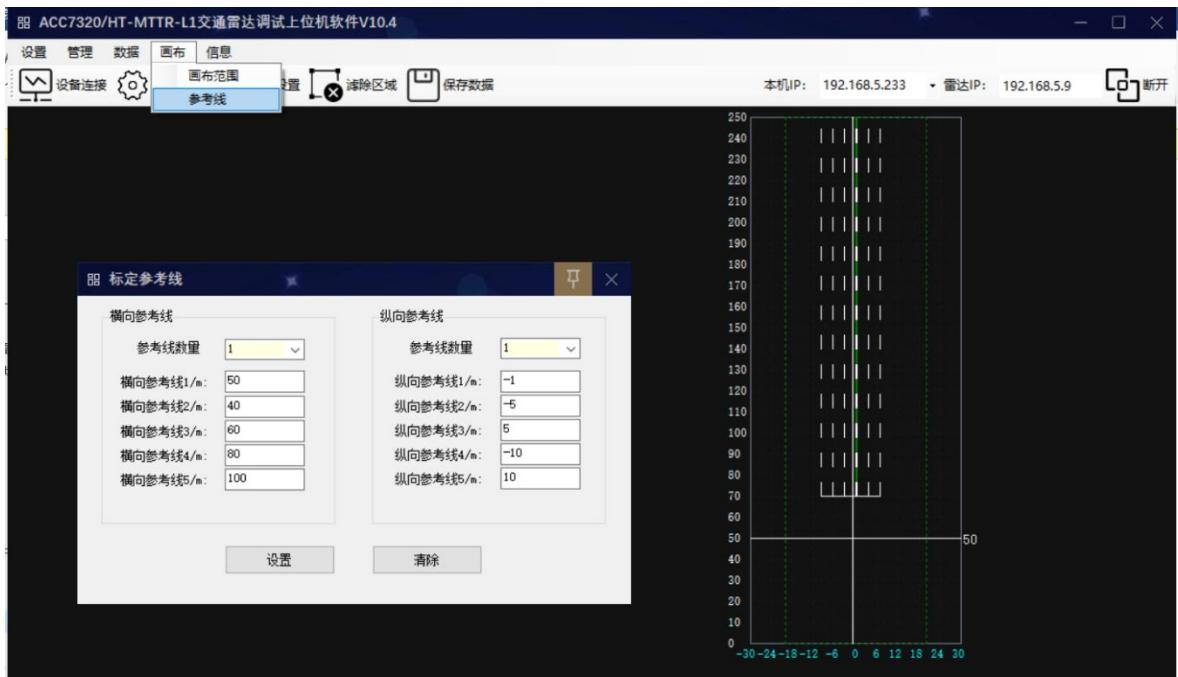 ACC7320/HT-MTTR-L1交通雷达调试上位机软件V10.4
设置 管理 数据 画布 信息
画布范围
参考线
设备连接 置 滤除区域 保存数据 本机IP: 192.168.5.233 雷达IP: 192.168.5.9 断开
标定参考线
横向参考线
参考线数量 1
横向参考线1/m: 50
横向参考线2/m: 40
横向参考线3/m: 60
横向参考线4/m: 80
横向参考线5/m: 100
纵向参考线
参考线数量 1
纵向参考线1/m: -1
纵向参考线2/m: -5
纵向参考线3/m: 5
纵向参考线4/m: -10
纵向参考线5/m: 10
设置 清除
250
240
230
220
210
200
190
180
170
160
150
140
130
120
110
100
90
80
70
60
50 50
40
30
20
10
0
-30 -24 -18 -12 -6 0 6 12 18 24 30